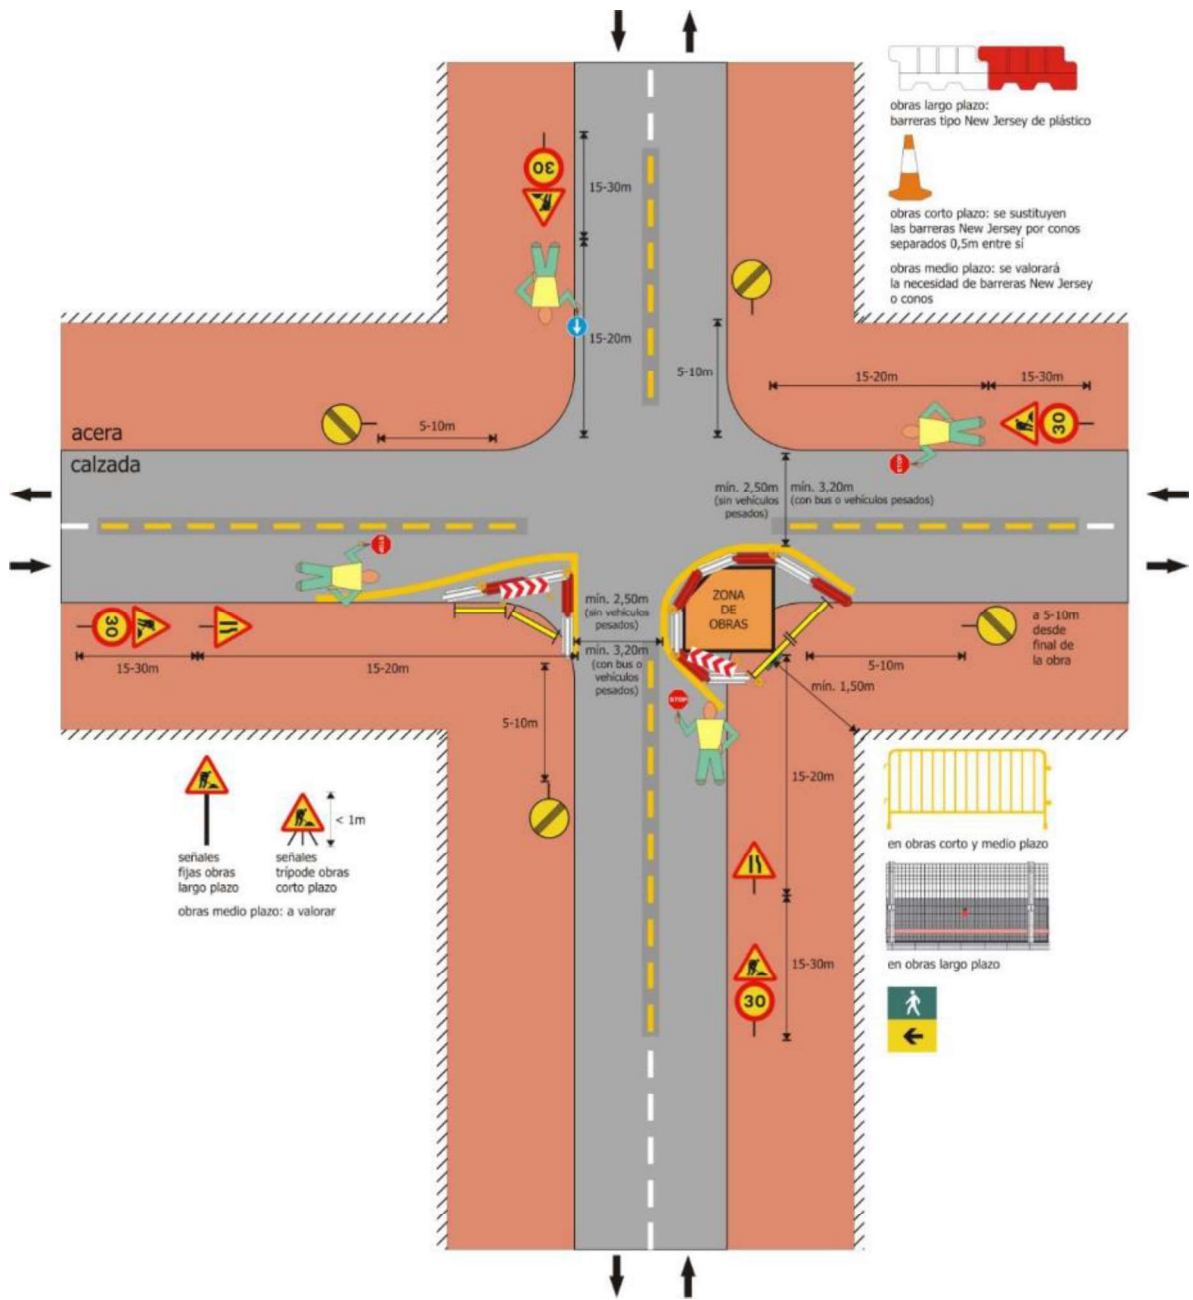 obras largo plazo:
barreras tipo New Jersey de plástico
obras corto plazo: se sustituyen
las barreras New Jersey por conos
separados 0,5m entre sí
obras medio plazo: se valorará
la necesidad de barreras New Jersey
o conos
30
15-30m
15-20m
5-10m
15-20m
15-30m
30
STOP
acera
calzada
5-10m
mín. 2,50m
(sin vehículos
pesados)
mín. 3,20m
(con bus o vehículos pesados)
STOP
30
15-30m
15-20m
mín. 2,50m
(sin vehículos
pesados)
mín. 3,20m
(con bus o
vehículos
pesados)
ZONA
DE
OBRAS
a 5-10m
desde
final de
la obra
5-10m
mín. 1,50m
STOP
5-10m
15-20m
15-30m
30
< 1m
señales
fijas obras
largo plazo
señales
trípode obras
corto plazo
obras medio plazo: a valorar
en obras corto y medio plazo
en obras largo plazo